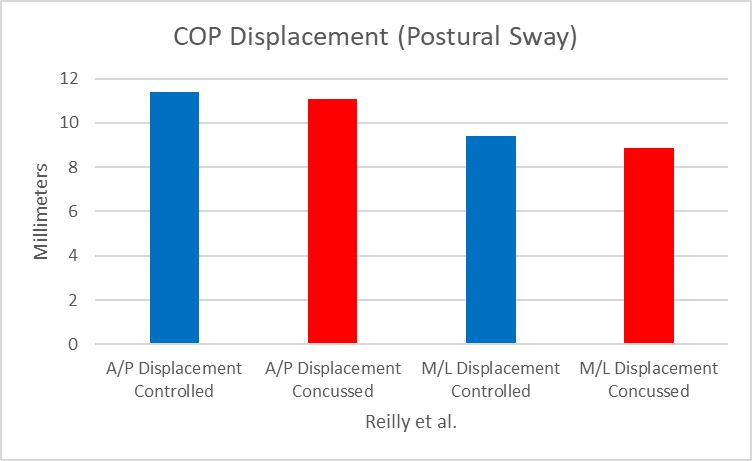 COP Displacement (Postural Sway)
12
10
8
6
4
2
0
Millimeters
A/P Displacement
Controlled
A/P Displacement
Concussed
M/L Displacement
Controlled
M/L Displacement
Concussed
Reilly et al.